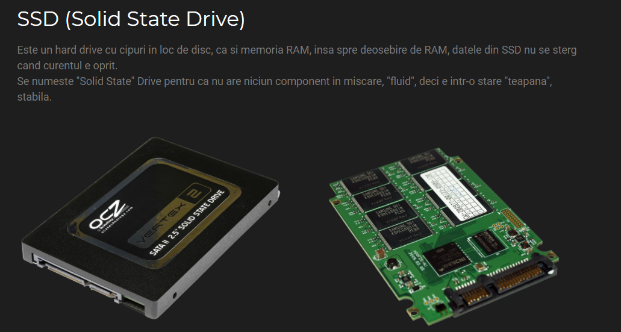 SSD (Solid State Drive)
Este un hard drive cu cipuri in loc de disc, ca si memoria RAM, insa spre deosebire de RAM, datele din SSD nu se sterg
cand curentul e oprit.
Se numeste "Solid State" Drive pentru ca nu are niciun component in miscare, "fluid", deci e intr-o stare "teapana",
stabila.
OCZ
VERTEX 2
SATA II 2.5" SOLID STATE DRIVE